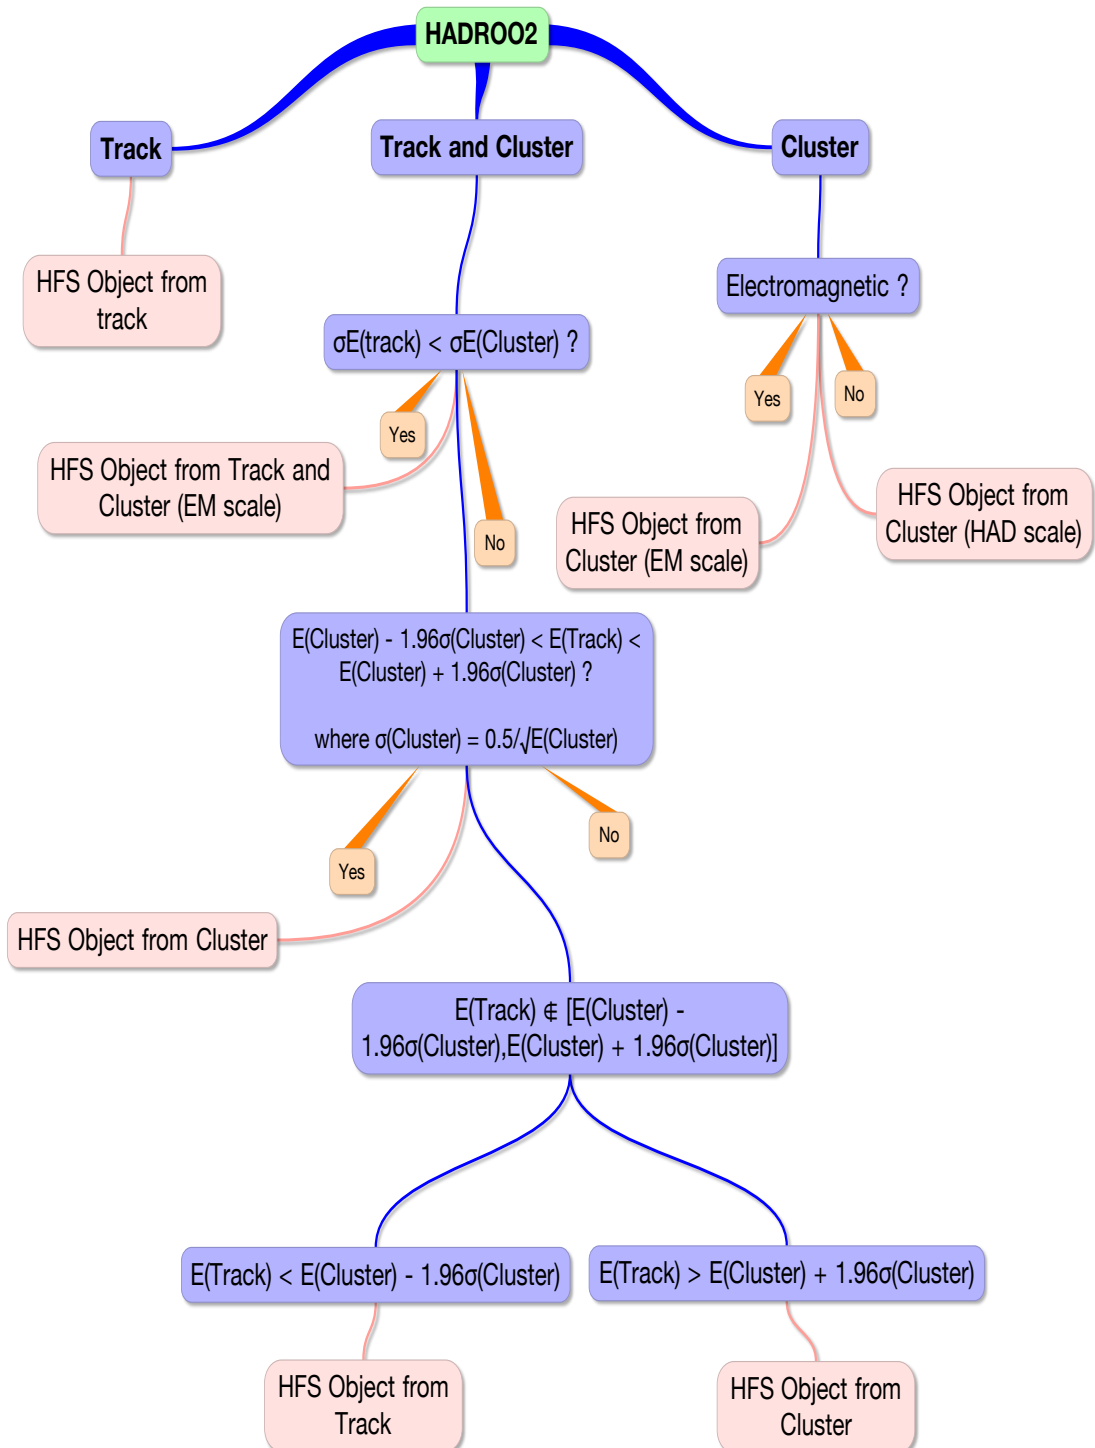 HADROO2
Track
Track and Cluster
Cluster
HFS Object from
track
Electromagnetic ?
σE(track) < σE(Cluster) ?
Yes
No
Yes
HFS Object from Track and
Cluster (EM scale)
No
HFS Object from
Cluster (EM scale)
HFS Object from
Cluster (HAD scale)
E(Cluster) - 1.96σ(Cluster) < E(Track) <
E(Cluster) + 1.96σ(Cluster) ?
where σ(Cluster) = 0.5/√E(Cluster)
Yes
No
HFS Object from Cluster
E(Track) ∉ [E(Cluster) -
1.96σ(Cluster),E(Cluster) + 1.96σ(Cluster)]
E(Track) < E(Cluster) - 1.96σ(Cluster)
E(Track) > E(Cluster) + 1.96σ(Cluster)
HFS Object from
Track
HFS Object from
Cluster